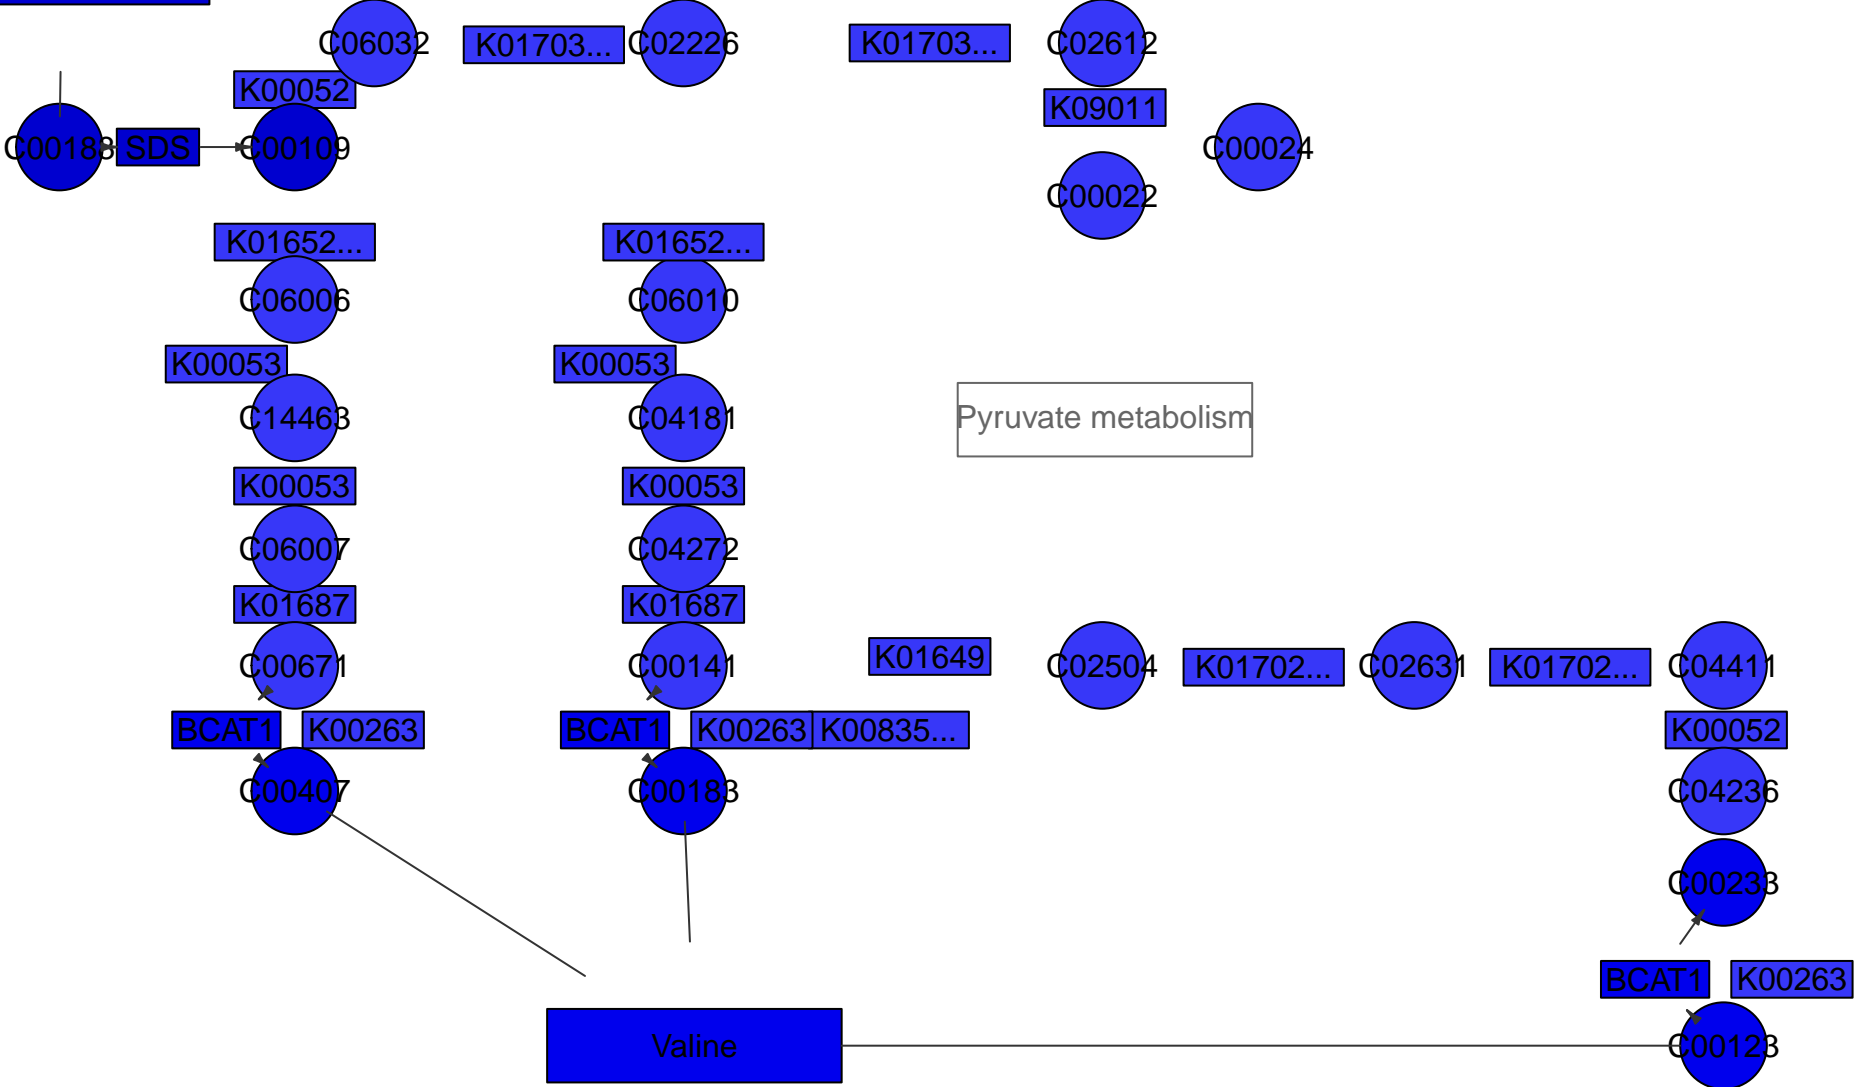 C06032
K01703...
C02226
K01703...
C02612
K00052
K09011
C00188
SDS
C00109
C00024
C00022
K01652...
K01652...
C06006
C06010
K00053
K00053
C14463
C04181
Pyruvate metabolism
K00053
K00053
C06007
C04272
K01687
K01687
C00671
C00141
K01649
C02504
K01702...
C02631
K01702...
C04411
BCAT1
K00263
BCAT1
K00263
K00835...
K00052
C00407
C00183
C04236
C00233
BCAT1
K00263
Valine
C00123